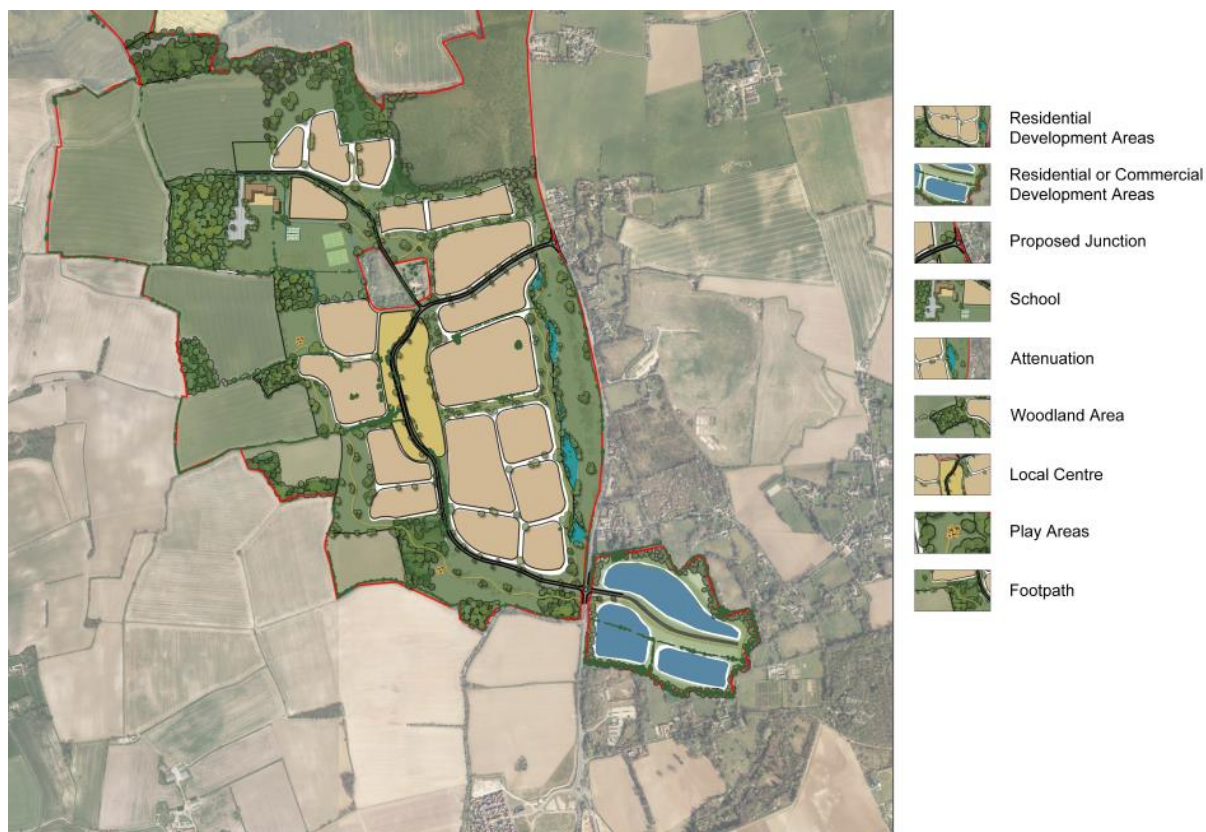 Residential
Development Areas
Residential or Commercial
Development Areas
Proposed Junction
School
Attenuation
Woodland Area
Local Centre
Play Areas
Footpath